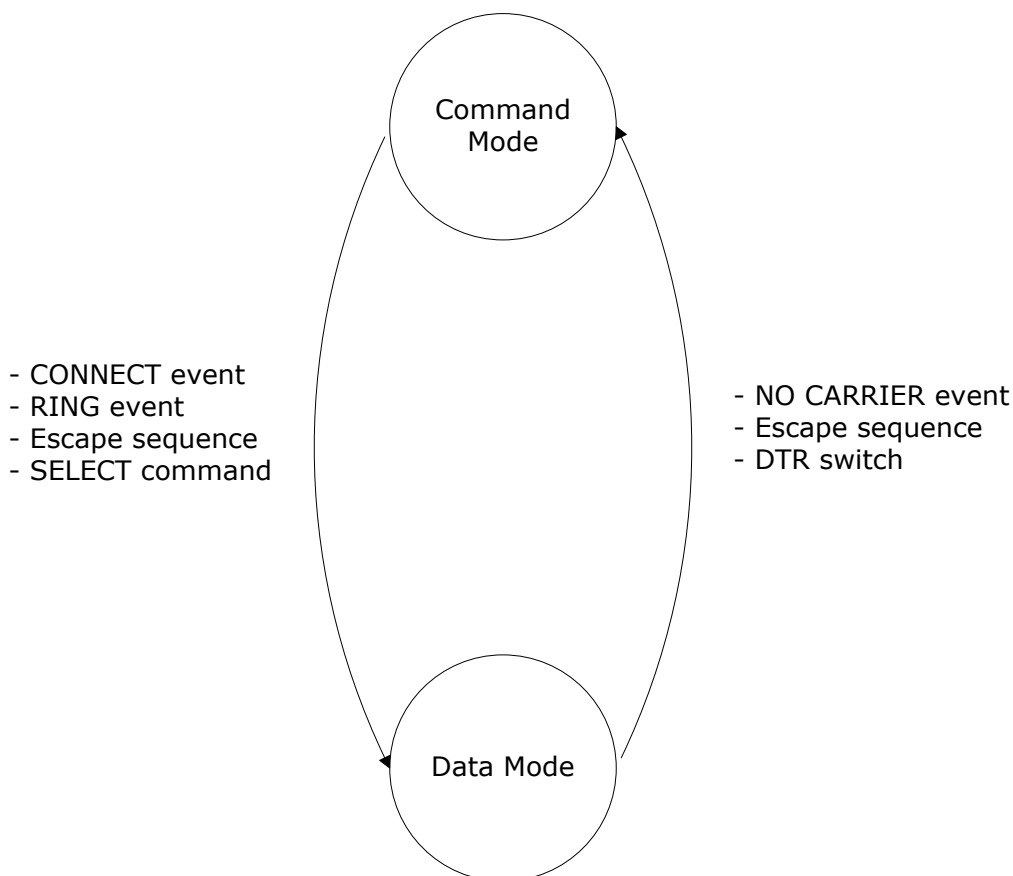 Command
Mode
- CONNECT event
- RING event
- Escape sequence
- SELECT command
- NO CARRIER event
- Escape sequence
- DTR switch
Data Mode